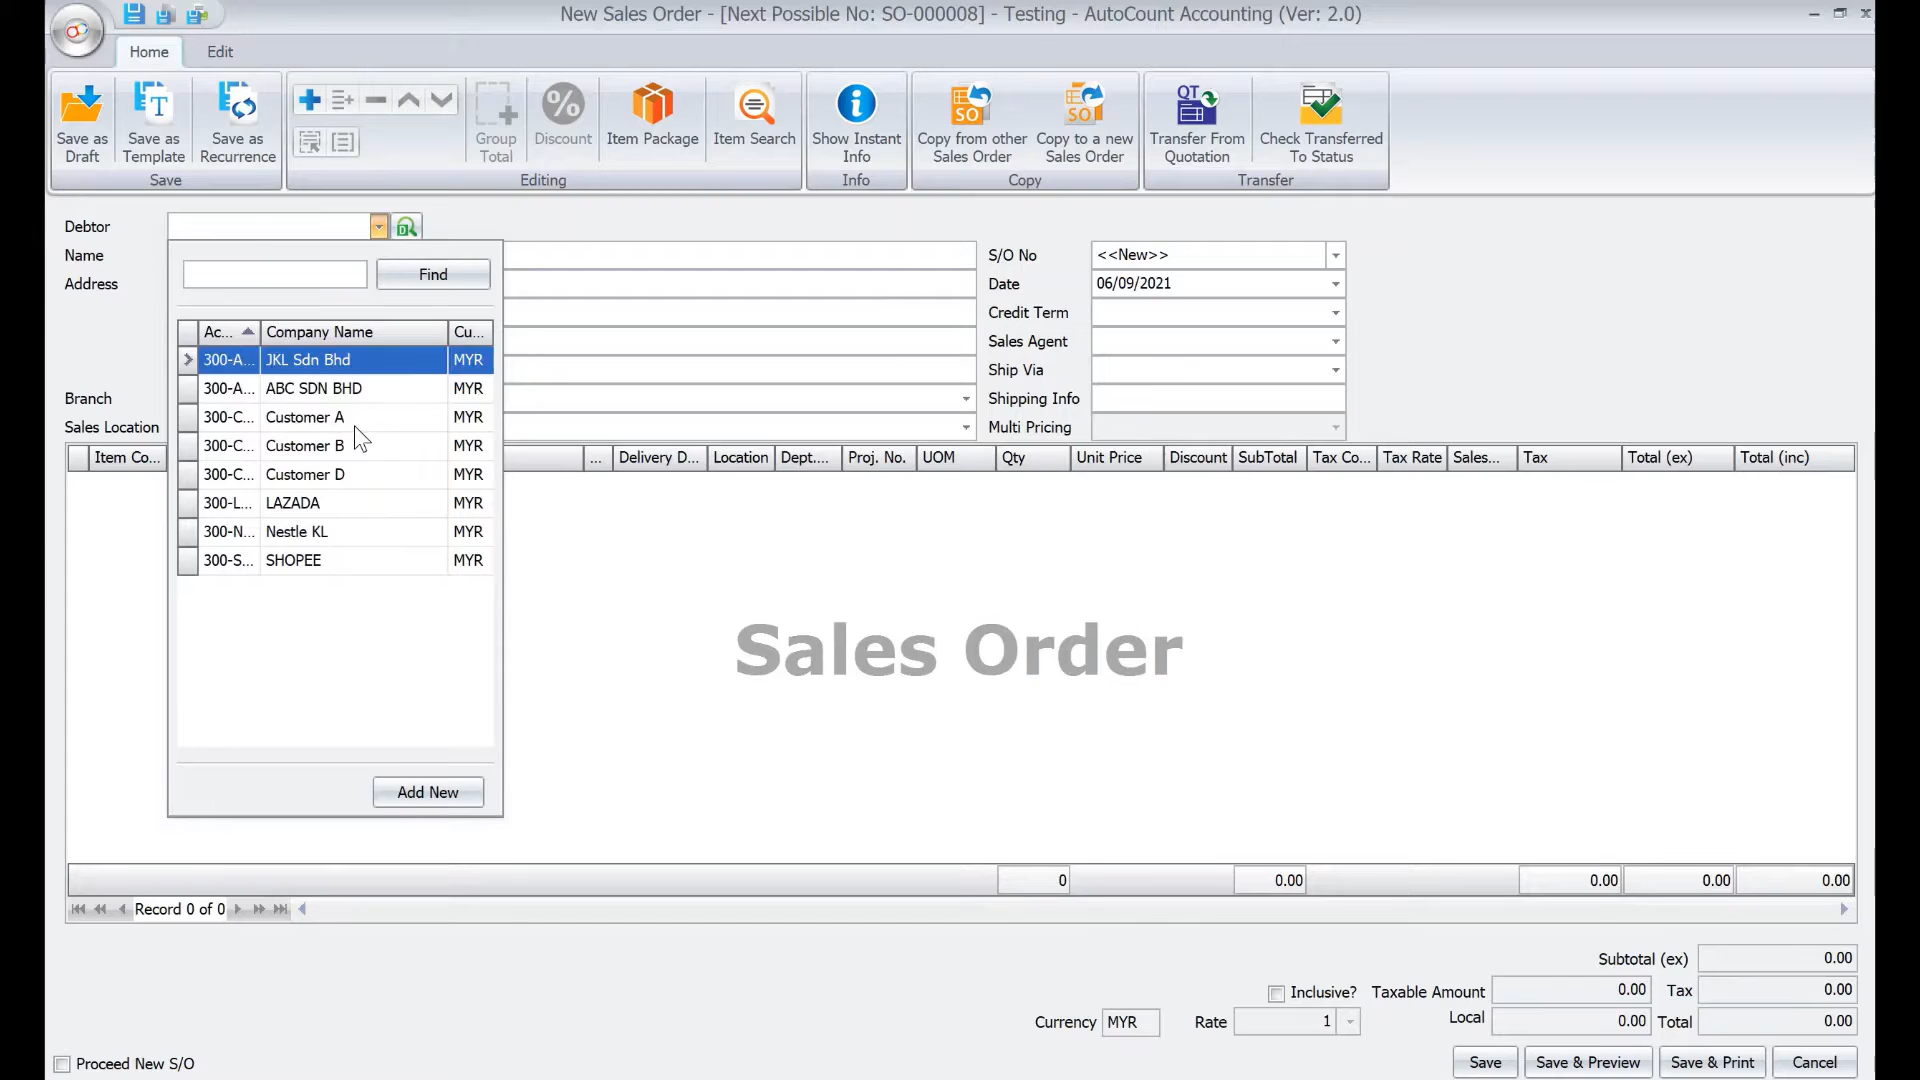 New Sales Order - [Next Possible No: SO-000008] - Testing - AutoCount Accounting (Ver: 2.0)
Home Edit
Save as Draft
Save as Template
Save as Recurrence
Save
Group Total
Discount
Item Package
Item Search
Editing
Show Instant Info
Info
Copy from other Sales Order
Copy to a new Sales Order
Copy
QT
Transfer From Quotation
Check Transferred To Status
Transfer
Debtor
Name
Address
Branch
Sales Location
Find
Ac... Company Name Cu...
300-A... JKL Sdn Bhd MYR
300-A... ABC SDN BHD MYR
300-C... Customer A MYR
300-C... Customer B MYR
300-C... Customer D MYR
300-L... LAZADA MYR
300-N... Nestle KL MYR
300-S... SHOPEE MYR
Add New
S/O No <<New>>
Date 06/09/2021
Credit Term
Sales Agent
Ship Via
Shipping Info
Multi Pricing
Item Co... ... Delivery D... Location Dept.... Proj. No. UOM Qty Unit Price Discount SubTotal Tax Co... Tax Rate Sales... Tax Total (ex) Total (inc)
Sales Order
0 0.00 0.00 0.00 0.00
Record 0 of 0
Subtotal (ex) 0.00
Inclusive? Taxable Amount 0.00 Tax 0.00
Currency MYR Rate 1 Local 0.00 Total 0.00
Proceed New S/O
Save Save & Preview Save & Print Cancel